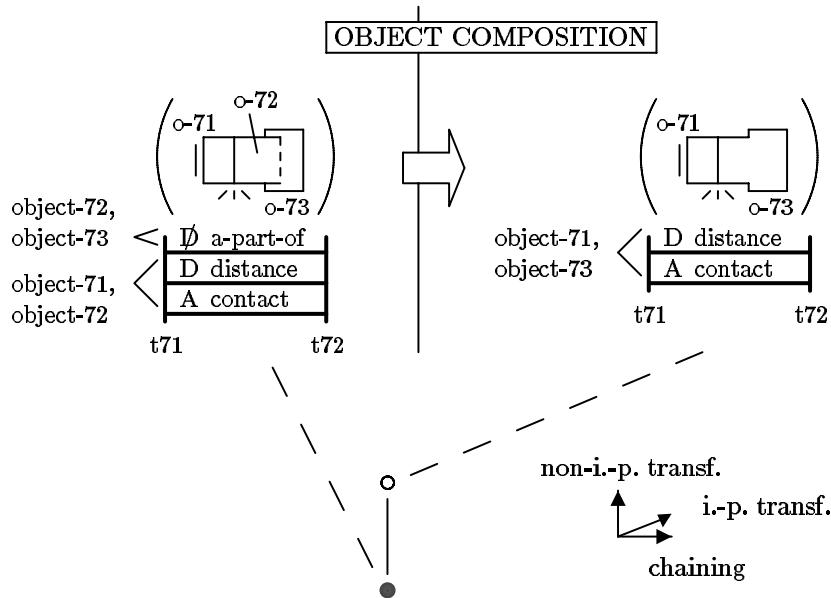 OBJECT COMPOSITION
o-72
o-71
o-73
object-72,
object-73
D̸ a-part-of
D distance
A contact
object-71,
object-72
t71 t72
o-71
o-73
object-71,
object-73
D distance
A contact
t71 t72
non-i.-p. transf.
i.-p. transf.
chaining